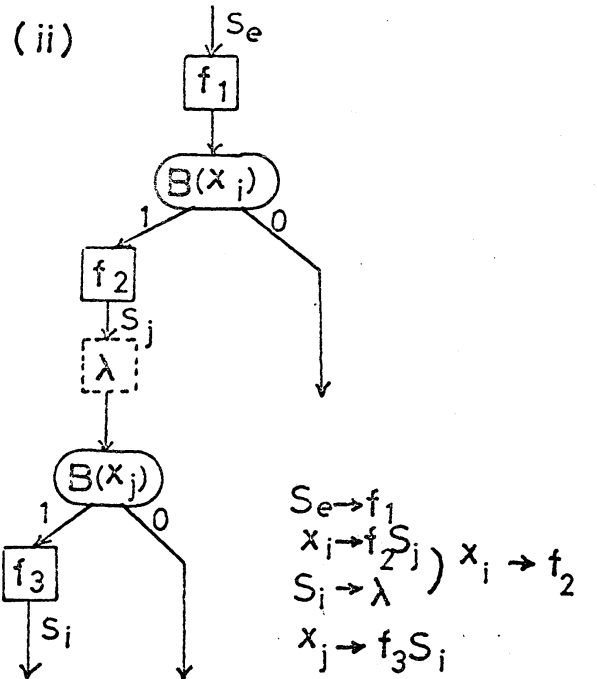 (ii)
Se
f1
B(xi)
1 0
f2
Sj
λ
B(xj)
1 0
f3
Si
Se→f1
xi→f2Sj
Si→λ
) xi→f2
xj→f3Si